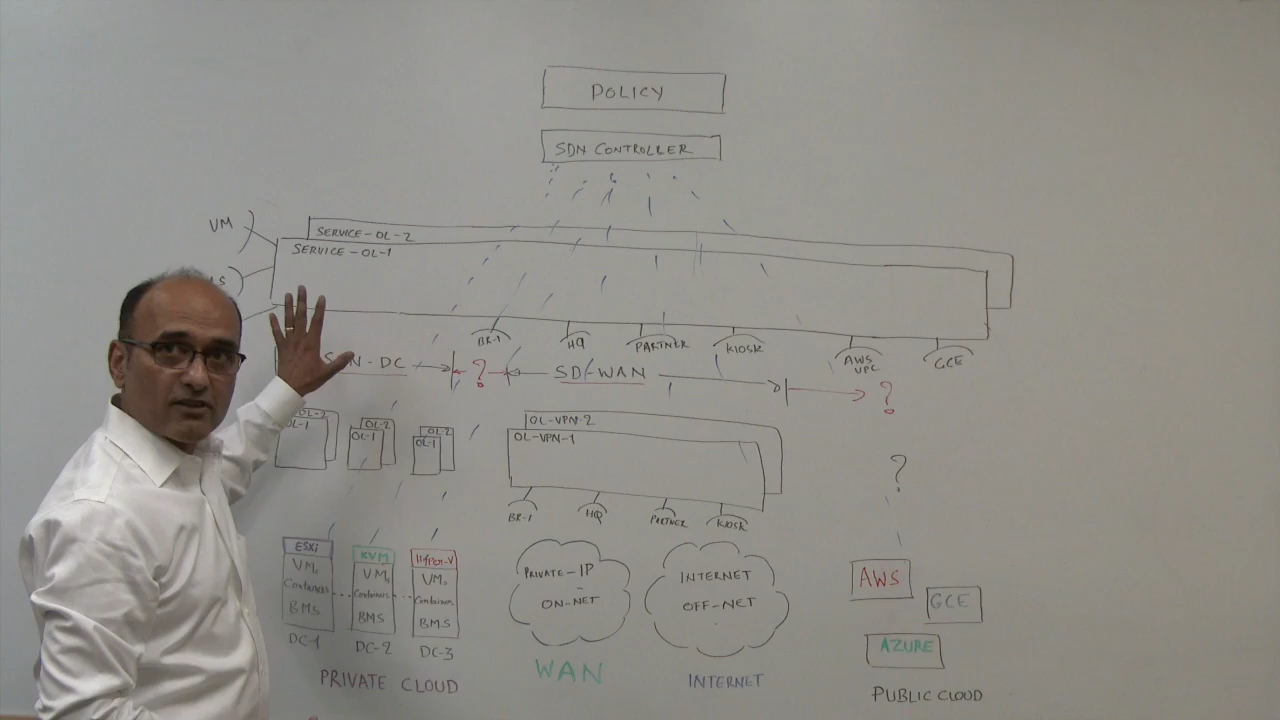 POLICY
SDN CONTROLLER
VM
SERVICE-OL-2
SERVICE-OL-1
BR-1
HQ
PARTNER
KIOSK
AWS
VPC
GCE
DC
?
SD-WAN
?
OL-2
OL-1
OL-2
OL-1
OL-2
OL-1
OL-VPN-2
OL-VPN-1
?
BR-1
HQ
PARTNER
KIOSK
ESXi
VMs
Containers
BMS
DC-1
KVM
VMs
Containers
BMS
DC-2
Hyper-V
VMs
Containers
BMS
DC-3
PRIVATE CLOUD
PRIVATE-IP
ON-NET
WAN
INTERNET
OFF-NET
INTERNET
AWS
GCE
AZURE
PUBLIC CLOUD